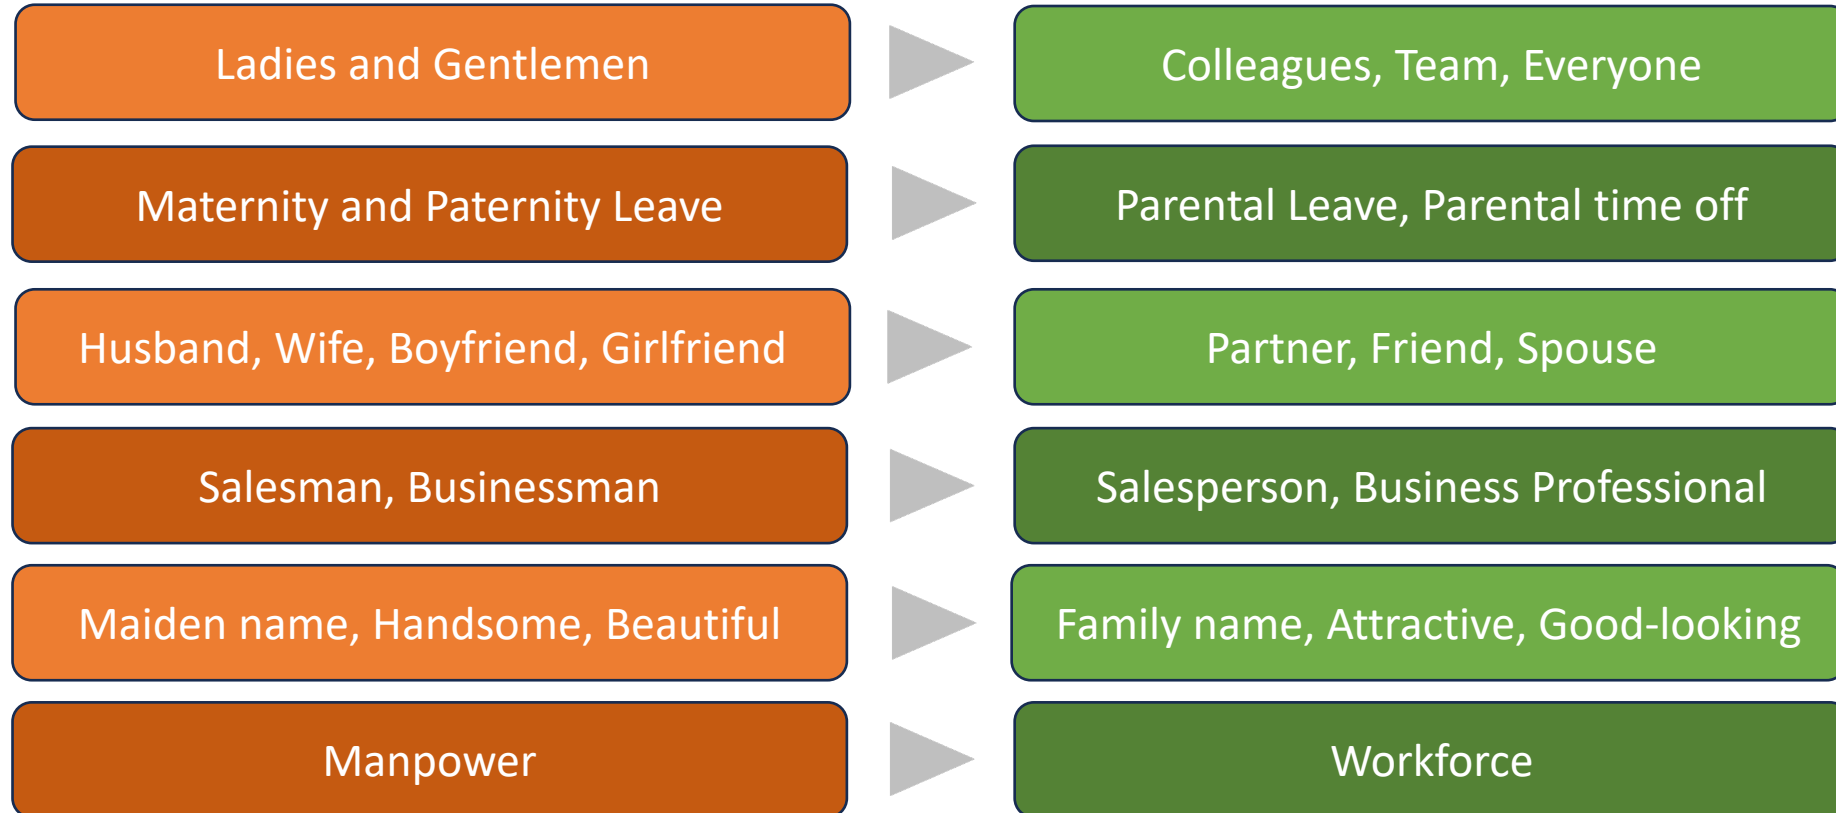 Ladies and Gentlemen
Colleagues, Team, Everyone
Maternity and Paternity Leave
Parental Leave, Parental time off
Husband, Wife, Boyfriend, Girlfriend
Partner, Friend, Spouse
Salesman, Businessman
Salesperson, Business Professional
Maiden name, Handsome, Beautiful
Family name, Attractive, Good-looking
Manpower
Workforce